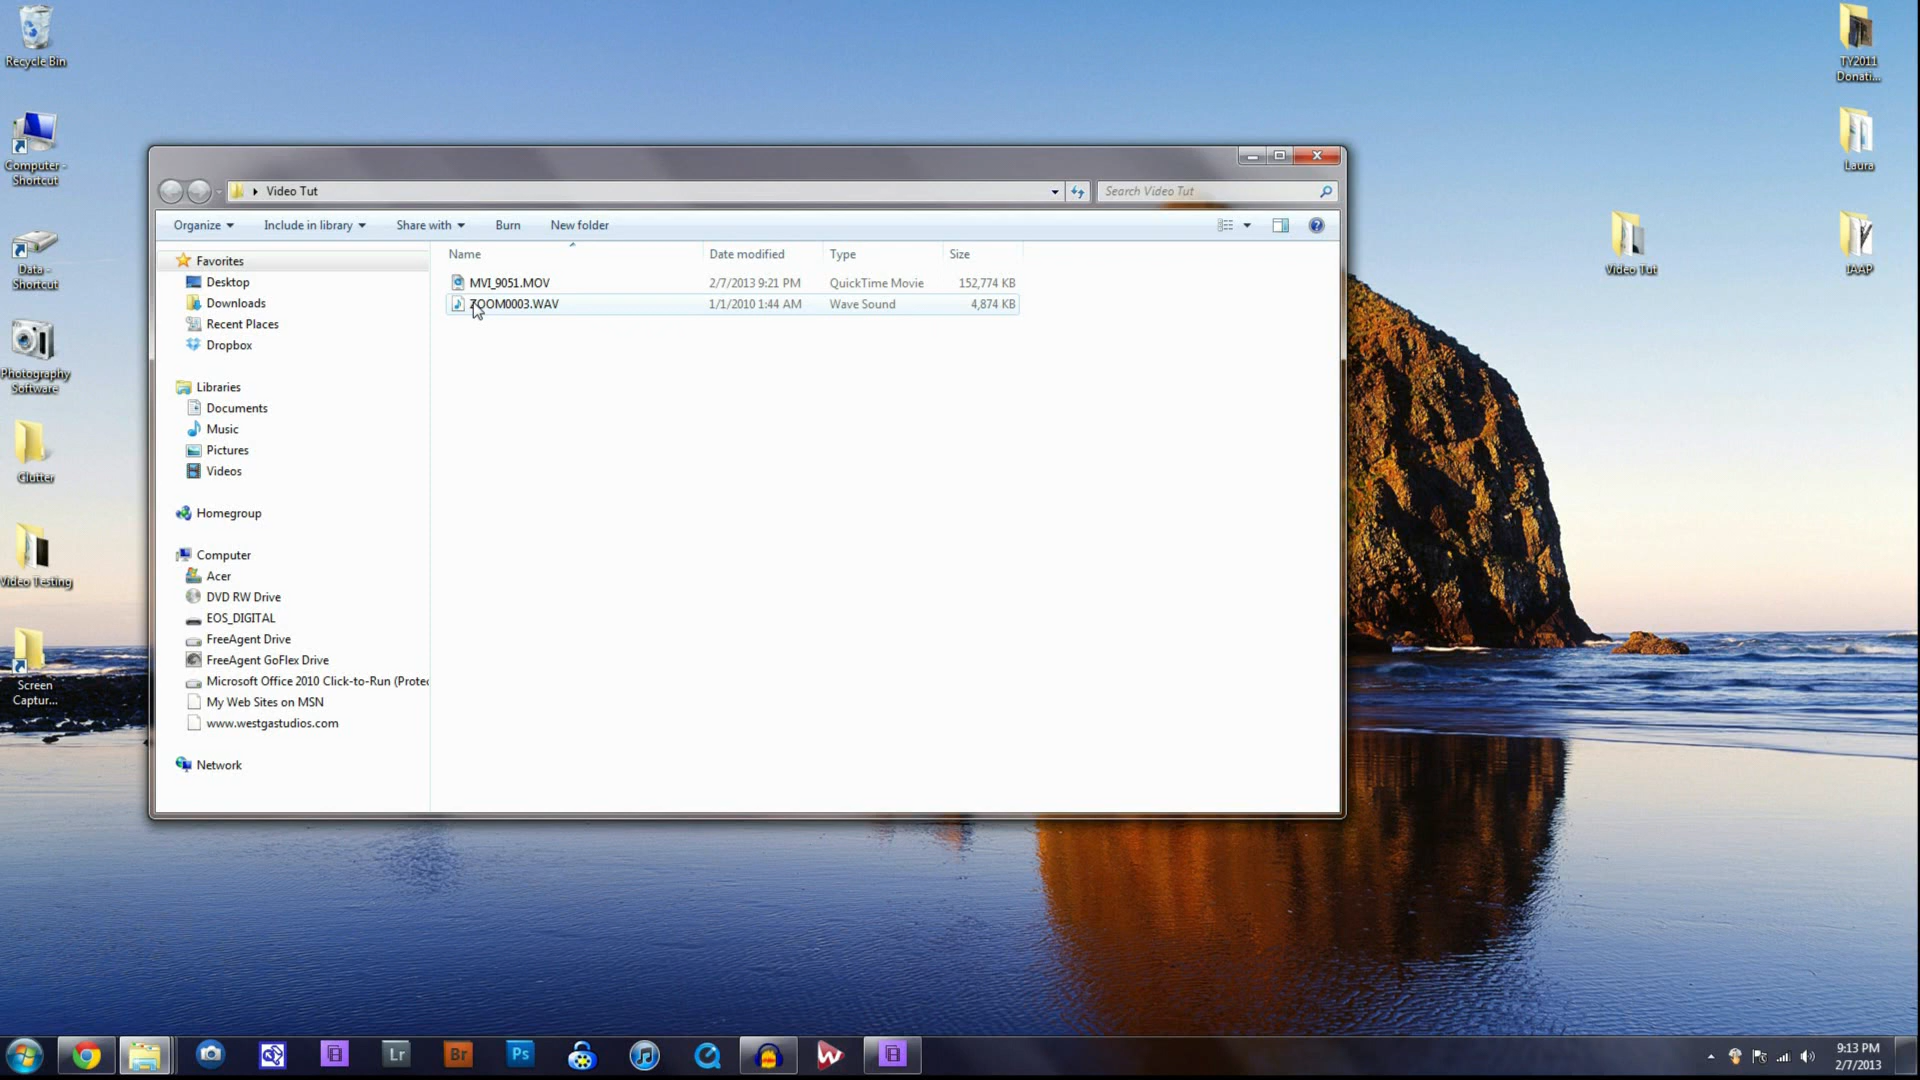 Recycle Bin
Computer -
Shortcut
Data -
Shortcut
Photography
Software
Clutter
Video Testing
Screen
Captur...
Video Tut
Search Video Tut
Organize
Include in library
Share with
Burn
New folder
Favorites
Desktop
Downloads
Recent Places
Dropbox
Libraries
Documents
Music
Pictures
Videos
Homegroup
Computer
Acer
DVD RW Drive
EOS_DIGITAL
FreeAgent Drive
FreeAgent GoFlex Drive
Microsoft Office 2010 Click-to-Run (Protec
My Web Sites on MSN
www.westgastudios.com
Network
Name Date modified Type Size
MVI_9051.MOV 2/7/2013 9:21 PM QuickTime Movie 152,774 KB
ZOOM0003.WAV 1/1/2010 1:44 AM Wave Sound 4,874 KB
TY2011
Donati...
Laura
Video Tut
IAAP
Lr
Br
Ps
9:13 PM
2/7/2013